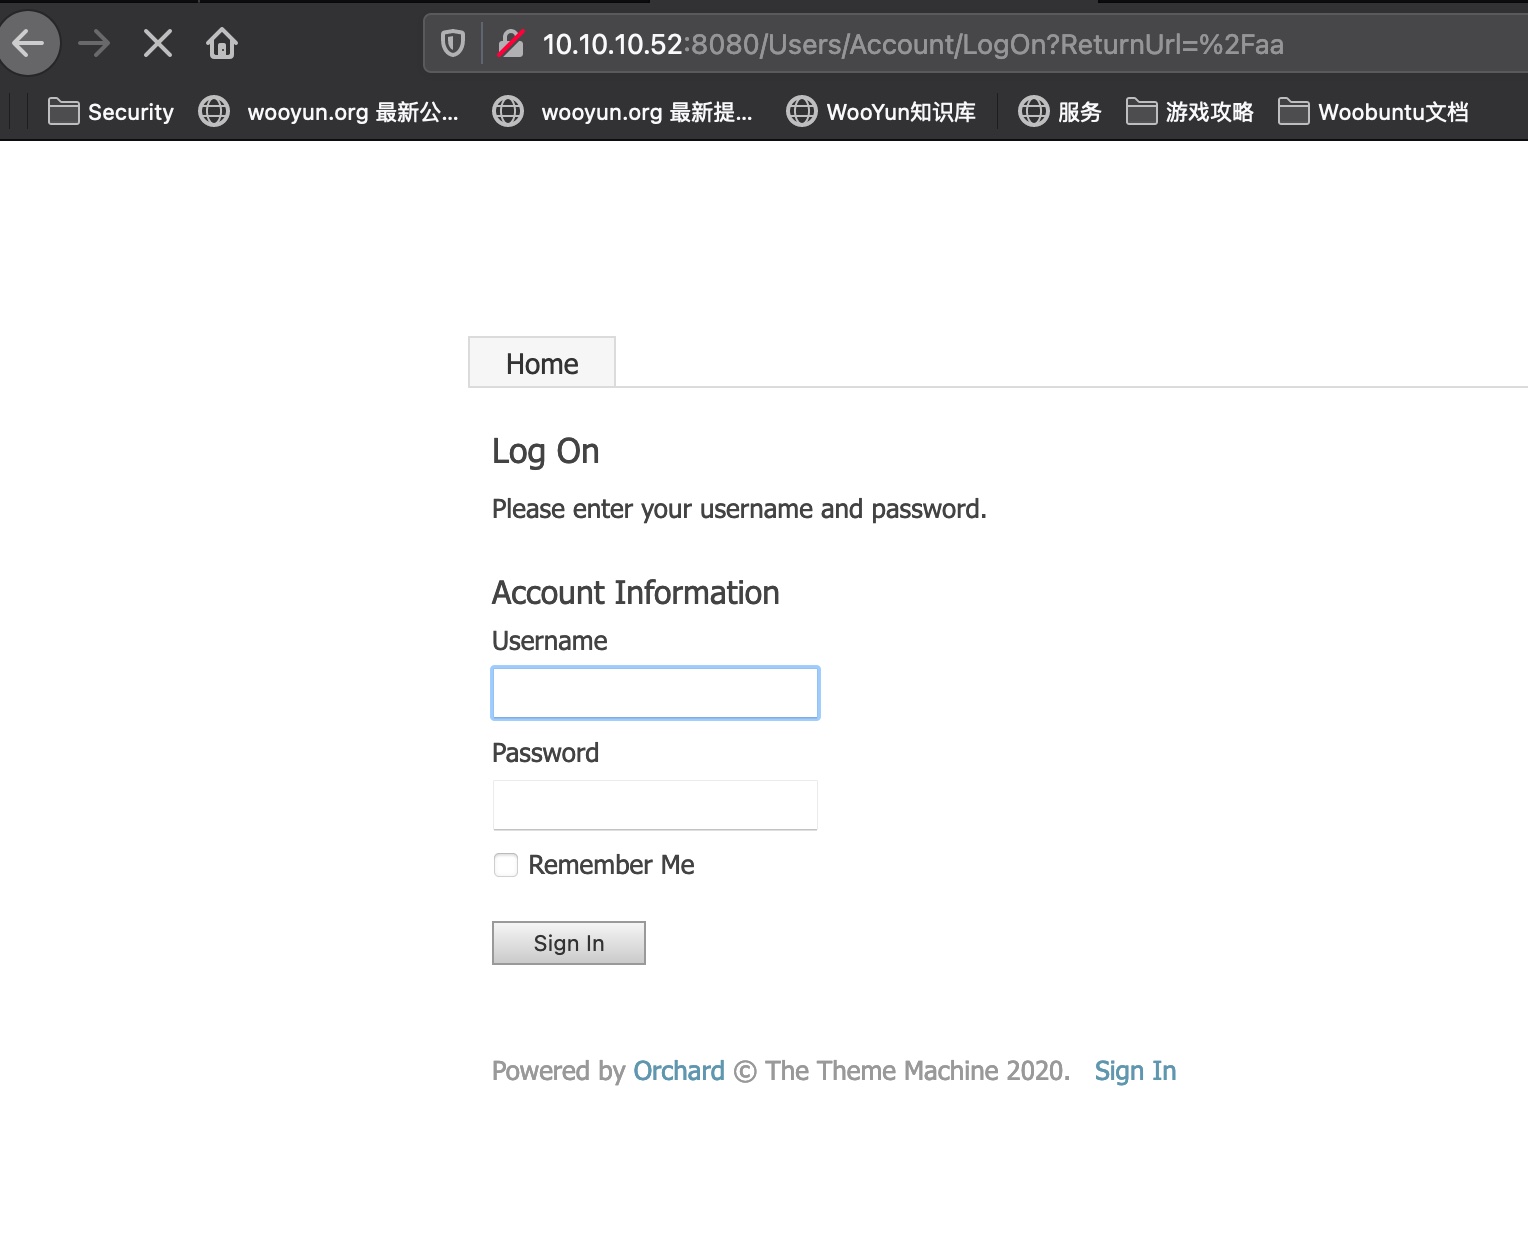 10.10.10.52:8080/Users/Account/LogOn?ReturnUrl=%2Faa
Security wooyun.org 最新公... wooyun.org 最新提... WooYun知识库 服务 游戏攻略 Woobuntu文档
Home
Log On
Please enter your username and password.
Account Information
Username
Password
Remember Me
Sign In
Powered by Orchard © The Theme Machine 2020. Sign In